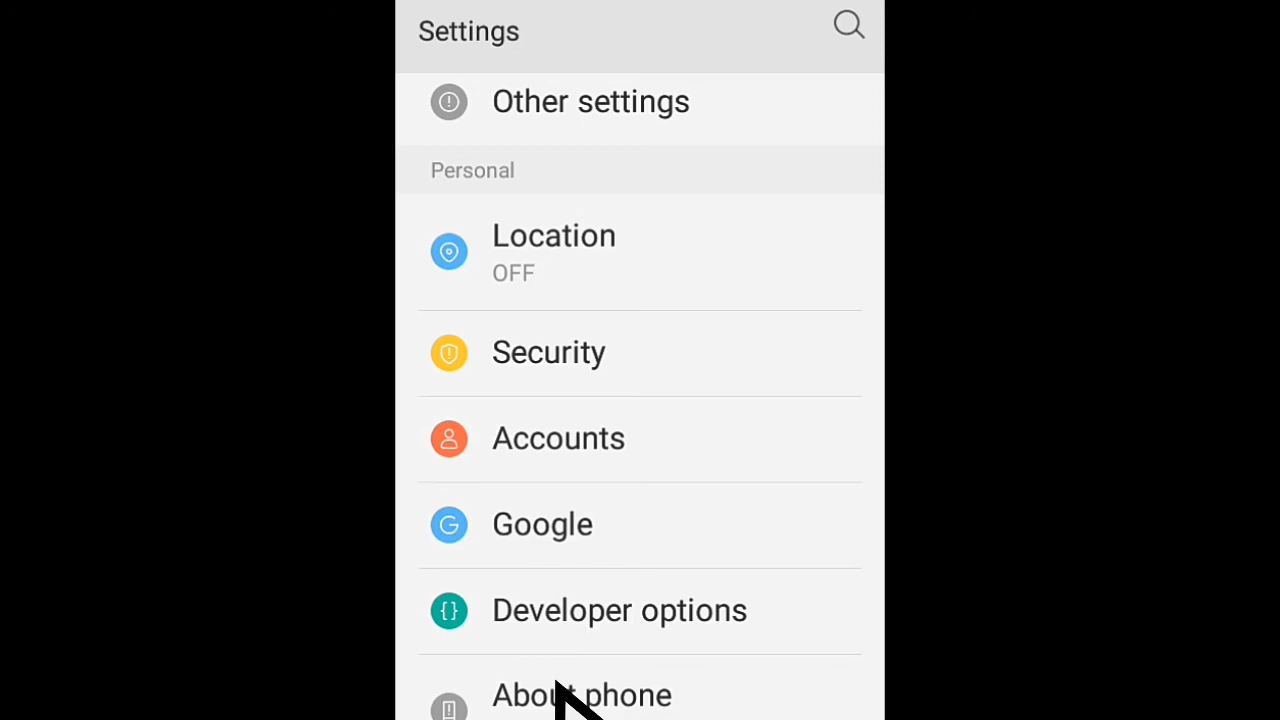 Settings
Other settings
Personal
Location
OFF
Security
Accounts
Google
Developer options
About phone